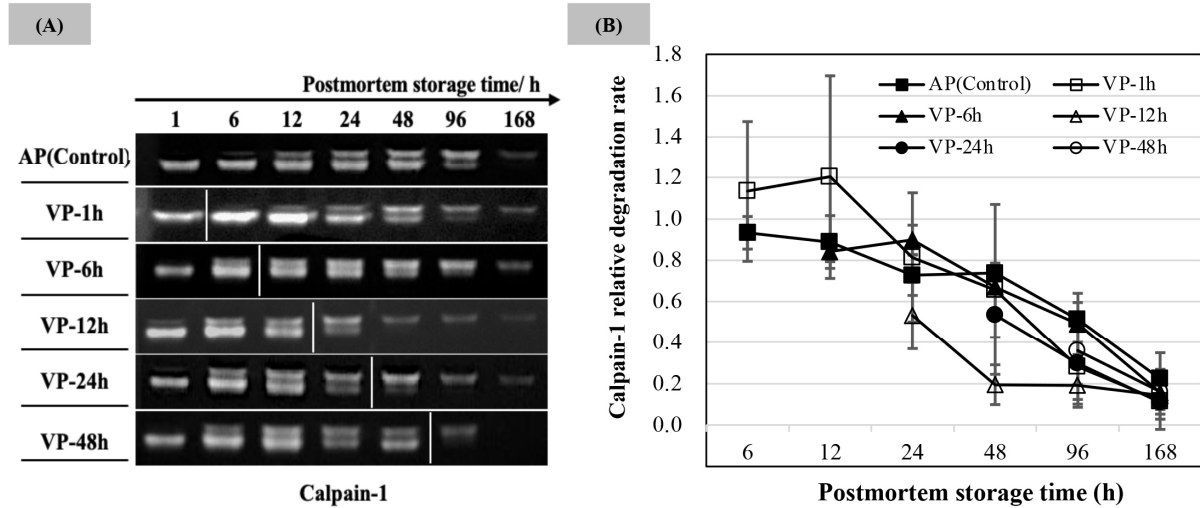 (A)
Postmortem storage time/ h
1 6 12 24 48 96 168
AP(Control)
VP-1h
VP-6h
VP-12h
VP-24h
VP-48h
Calpain-1
(B)
Calpain-1 relative degradation rate
1.8
1.6
1.4
1.2
1.0
0.8
0.6
0.4
0.2
0.0
AP(Control) VP-1h
VP-6h VP-12h
VP-24h VP-48h
6 12 24 48 96 168
Postmortem storage time (h)